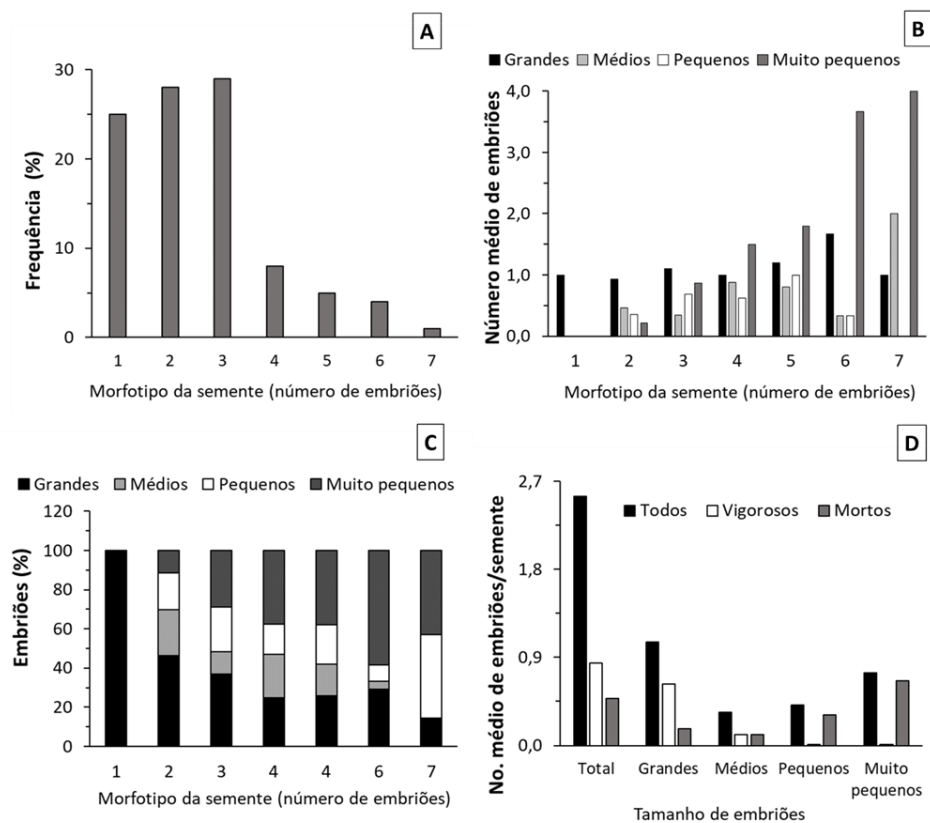 A
Frequência (%)
30
20
10
0
1 2 3 4 5 6 7
Morfotipo da semente (número de embriões)
B
Grandes Médios Pequenos Muito pequenos
Número médio de embriões
4,0
3,0
2,0
1,0
0,0
1 2 3 4 5 6 7
Morfotipo da semente (número de embriões)
C
Grandes Médios Pequenos Muito pequenos
Embriões (%)
120
100
80
60
40
20
0
1 2 3 4 4 6 7
Morfotipo da semente (número de embriões)
D
Todos Vigorosos Mortos
No. médio de embriões/semente
2,7
1,8
0,9
0,0
Total Grandes Médios Pequenos Muito
pequenos
Tamanho de embriões